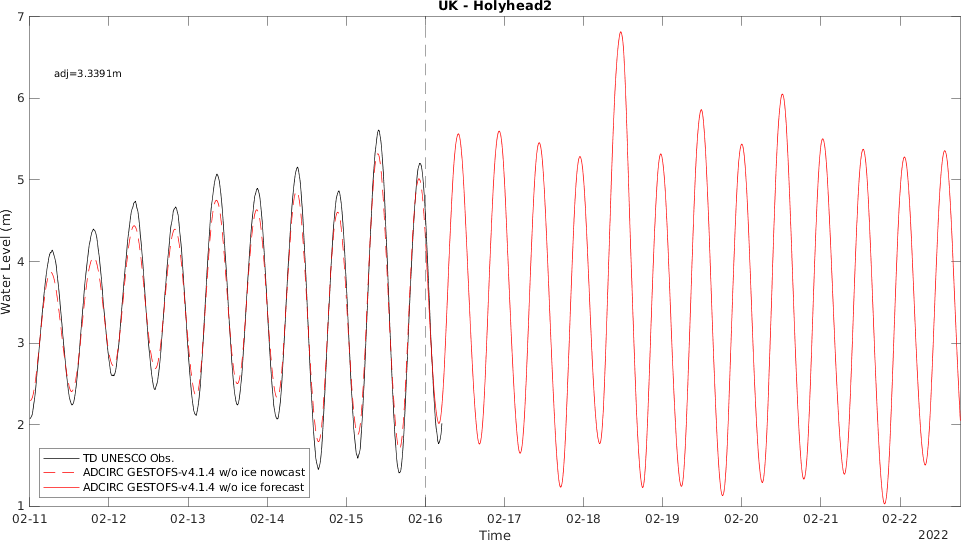 UK - Holyhead2
7
6
5
4
3
2
1
Water Level (m)
adj=3.3391m
TD UNESCO Obs.
ADCIRC GESTOFS-v4.1.4 w/o ice nowcast
ADCIRC GESTOFS-v4.1.4 w/o ice forecast
02-11 02-12 02-13 02-14 02-15 02-16 02-17 02-18 02-19 02-20 02-21 02-22
Time
2022